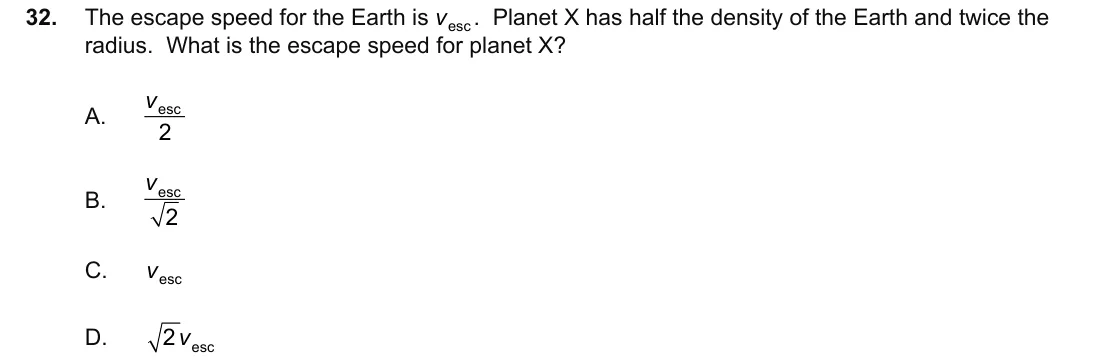 32. The escape speed for the Earth is v_esc. Planet X has half the density of the Earth and twice the
radius. What is the escape speed for planet X?
A. v_esc/2
B. v_esc/√2
C. v_esc
D. √2 v_esc